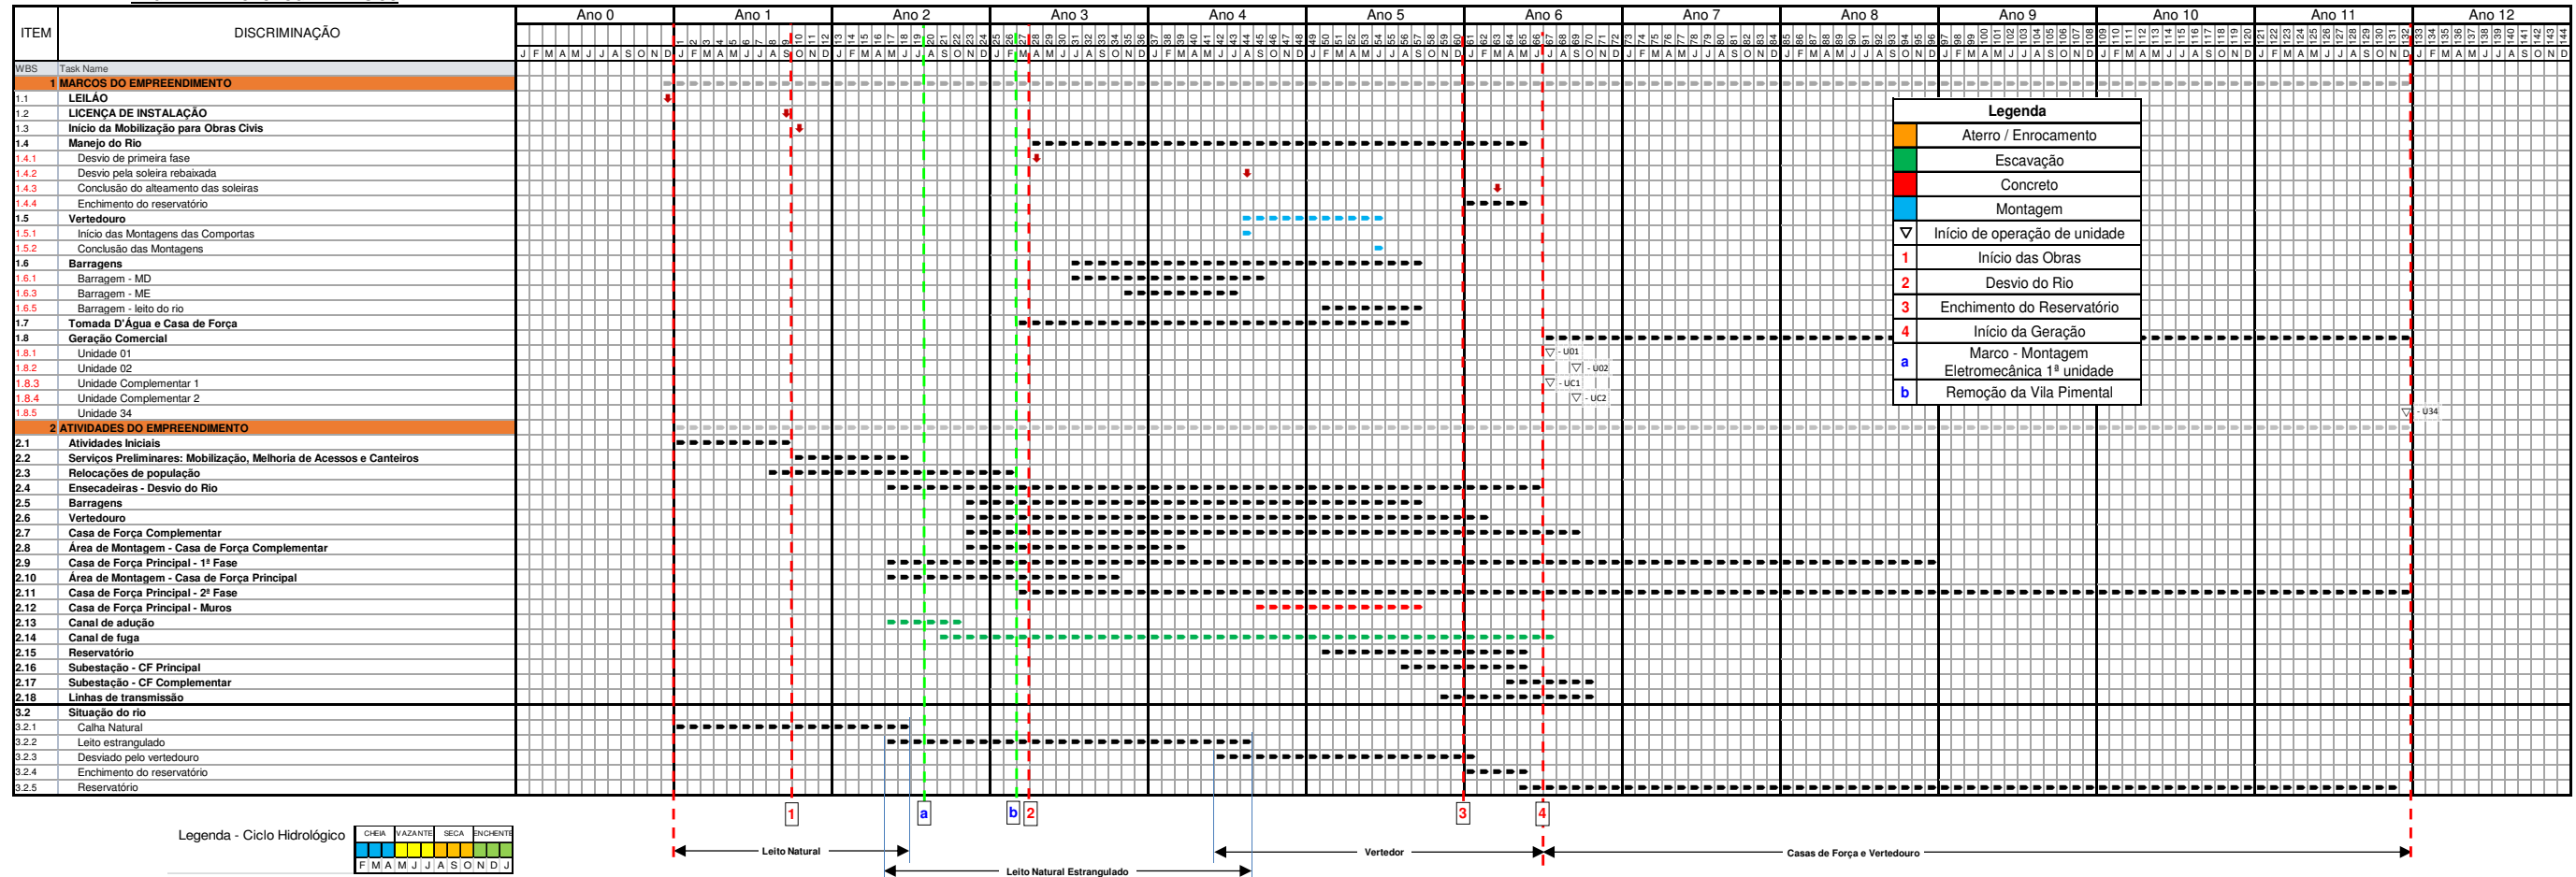 Ano 0 Ano 1 Ano 2 Ano 3 Ano 4 Ano 5 Ano 6 Ano 7 Ano 8 Ano 9 Ano 10 Ano 11 Ano 12
ITEM DISCRIMINAÇÃO
J F M A M J J A S O N D J F M A M J J A S O N D J F M A M J J A S O N D J F M A M J J A S O N D J F M A M J J A S O N D J F M A M J J A S O N D J F M A M J J A S O N D J F M A M J J A S O N D J F M A M J J A S O N D J F M A M J J A S O N D J F M A M J J A S O N D J F M A M J J A S O N D J F M A M J J A S O N D
WBS Task Name
1 MARCOS DO EMPREENDIMENTO
1.1 LEILÃO
1.2 LICENÇA DE INSTALAÇÃO
1.3 Início da Mobilização para Obras Civis
1.4 Manejo do Rio
1.4.1 Desvio de primeira fase
1.4.2 Desvio pela soleira rebaixada
1.4.3 Conclusão do alteamento das soleiras
1.4.4 Enchimento do reservatório
1.5 Vertedouro
1.5.1 Início das Montagens das Comportas
1.5.2 Conclusão das Montagens
1.6 Barragens
1.6.1 Barragem - MD
1.6.3 Barragem - ME
1.6.5 Barragem - leito do rio
1.7 Tomada D'Água e Casa de Força
1.8 Geração Comercial
1.8.1 Unidade 01 - U01
1.8.2 Unidade 02 - U02
1.8.3 Unidade Complementar 1 - UC1
1.8.4 Unidade Complementar 2 - UC2
1.8.5 Unidade 34 - U34
Legenda
Aterro / Enrocamento
Escavação
Concreto
Montagem
▽ Início de operação de unidade
1 Início das Obras
2 Desvio do Rio
3 Enchimento do Reservatório
4 Início da Geração
a Marco - Montagem
Eletromecânica 1ª unidade
b Remoção da Vila Pimental
2 ATIVIDADES DO EMPREENDIMENTO
2.1 Atividades Iniciais
2.2 Serviços Preliminares: Mobilização, Melhoria de Acessos e Canteiros
2.3 Relocações de população
2.4 Ensecadeiras - Desvio do Rio
2.5 Barragens
2.6 Vertedouro
2.7 Casa de Força Complementar
2.8 Área de Montagem - Casa de Força Complementar
2.9 Casa de Força Principal - 1ª Fase
2.10 Área de Montagem - Casa de Força Principal
2.11 Casa de Força Principal - 2ª Fase
2.12 Casa de Força Principal - Muros
2.13 Canal de adução
2.14 Canal de fuga
2.15 Reservatório
2.16 Subestação - CF Principal
2.17 Subestação - CF Complementar
2.18 Linhas de transmissão
3.2 Situação do rio
3.2.1 Calha Natural
3.2.2 Leito estrangulado
3.2.3 Desviado pelo vertedouro
3.2.4 Enchimento do reservatório
3.2.5 Reservatório
1 a b 2 3 4
Legenda - Ciclo Hidrológico
CHEIA VAZANTE SECA ENCHENTE
F M A M J J A S O N D J
Leito Natural
Vertedor
Casas de Força e Vertedouro
Leito Natural Estrangulado